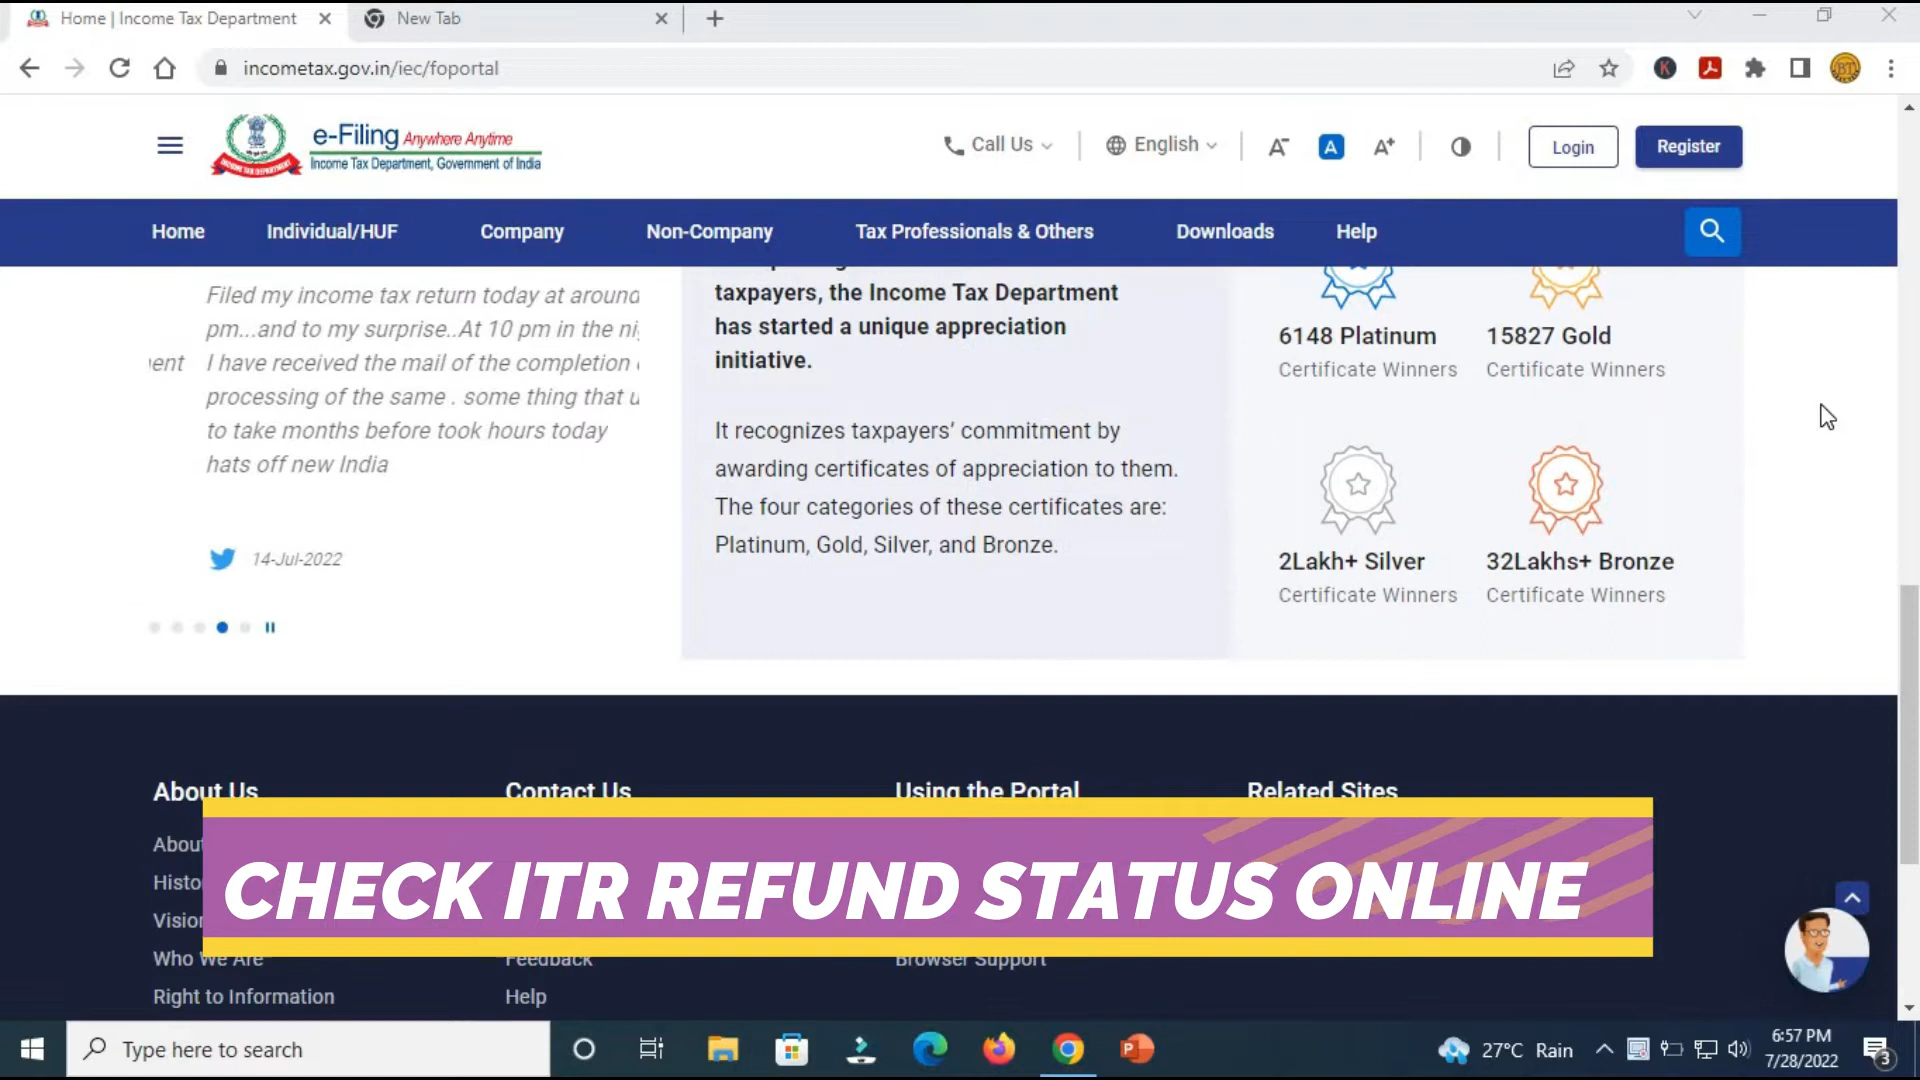 Home | Income Tax Department
New Tab
incometax.gov.in/iec/foportal
e-Filing Anywhere Anytime
Income Tax Department, Government of India
Call Us
English
A-
A
A+
Login
Register
Home
Individual/HUF
Company
Non-Company
Tax Professionals & Others
Downloads
Help
Filed my income tax return today at around
pm...and to my surprise..At 10 pm in the
I have received the mail of the completion
processing of the same . some thing that
to take months before took hours today
hats off new India
14-Jul-2022
taxpayers, the Income Tax Department
has started a unique appreciation
initiative.
It recognizes taxpayers' commitment by
awarding certificates of appreciation to them.
The four categories of these certificates are:
Platinum, Gold, Silver, and Bronze.
6148 Platinum
Certificate Winners
15827 Gold
Certificate Winners
2Lakh+ Silver
Certificate Winners
32Lakhs+ Bronze
Certificate Winners
About Us
Contact Us
Using the Portal
Related Sites
CHECK ITR REFUND STATUS ONLINE
Who We Are
Right to Information
Feedback
Help
Browser Support
Type here to search
27°C Rain
6:57 PM
7/28/2022
3